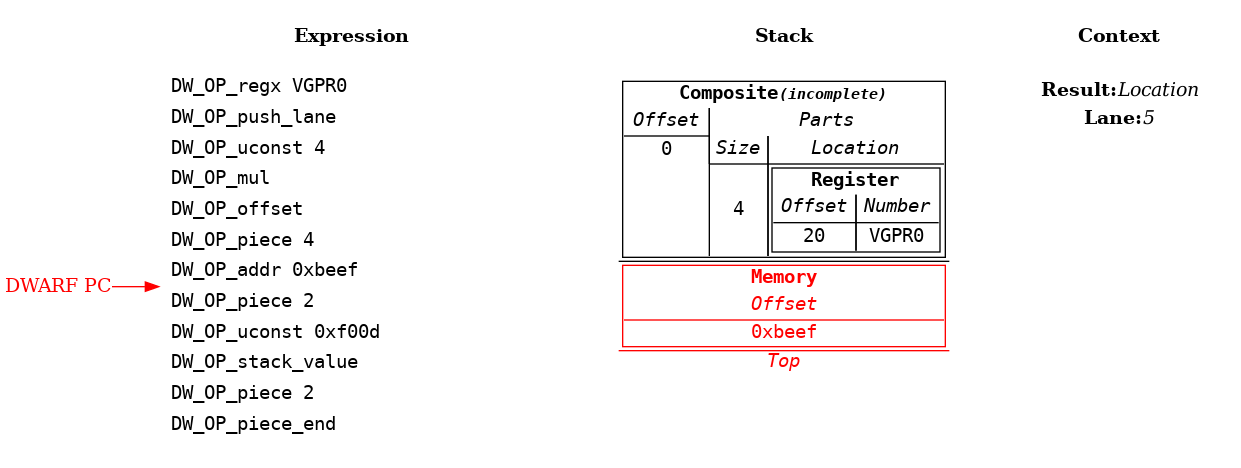 Expression
DW_OP_regx VGPR0
DW_OP_push_lane
DW_OP_uconst 4
DW_OP_mul
DW_OP_offset
DW_OP_piece 4
DW_OP_addr 0xbeef
DWARF PC
DW_OP_piece 2
DW_OP_uconst 0xf00d
DW_OP_stack_value
DW_OP_piece 2
DW_OP_piece_end
Stack
Composite(incomplete)
Offset Parts
0 Size Location
Register
4 Offset Number
20 VGPR0
Memory
Offset
0xbeef
Top
Context
Result:Location
Lane:5